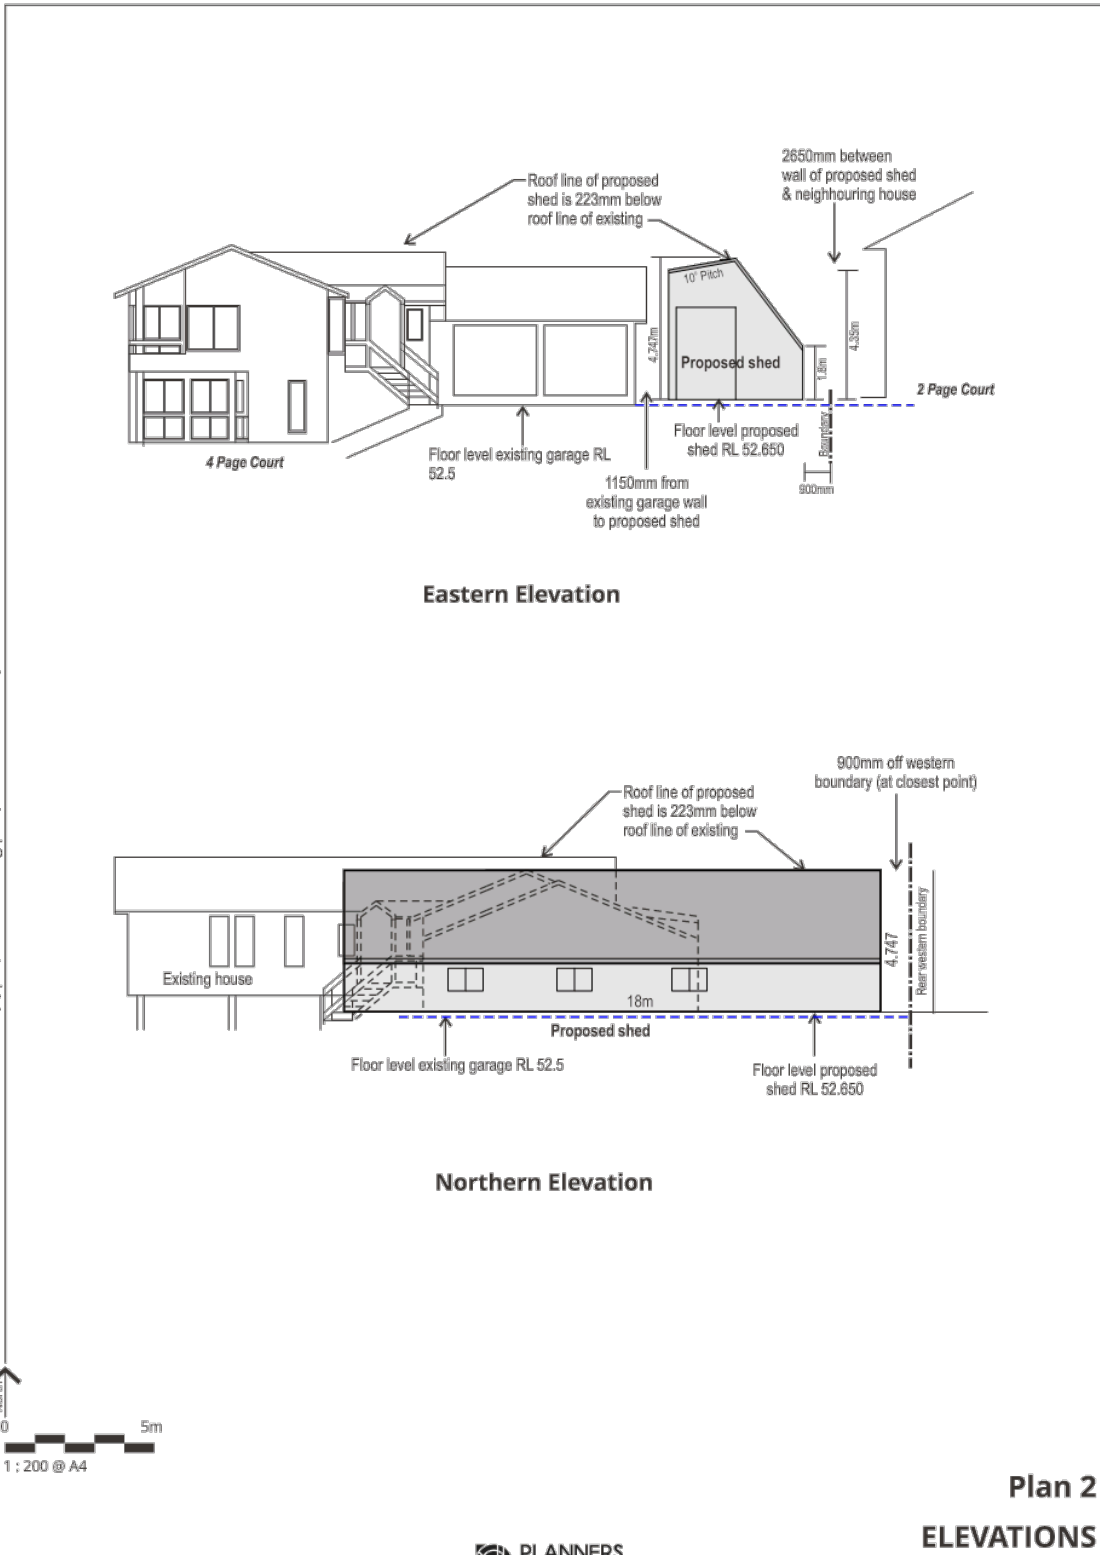 2650mm between
wall of proposed shed
& neighhouring house
Roof line of proposed
shed is 223mm below
roof line of existing
10° Pitch
4.747m
Proposed shed
1.8m
4.35m
2 Page Court
Boundary
Floor level proposed
shed RL 52.650
Floor level existing garage RL
52.5
4 Page Court
1150mm from
existing garage wall
to proposed shed
900mm
Eastern Elevation
900mm off western
boundary (at closest point)
Roof line of proposed
shed is 223mm below
roof line of existing
Existing house
4.747
Rear western boundary
18m
Proposed shed
Floor level existing garage RL 52.5
Floor level proposed
shed RL 52.650
Northern Elevation
0
5m
1 : 200 @ A4
Plan 2
ELEVATIONS
PLANNERS